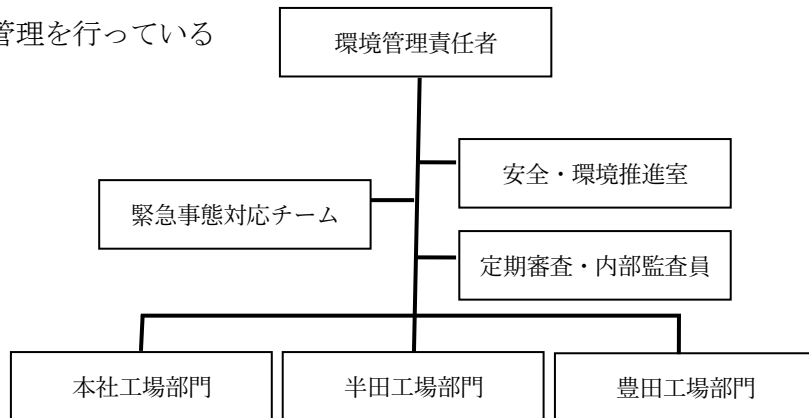 管理を行っている
環境管理責任者
安全・環境推進室
緊急事態対応チーム
定期審査・内部監査員
本社工場部門
半田工場部門
豊田工場部門